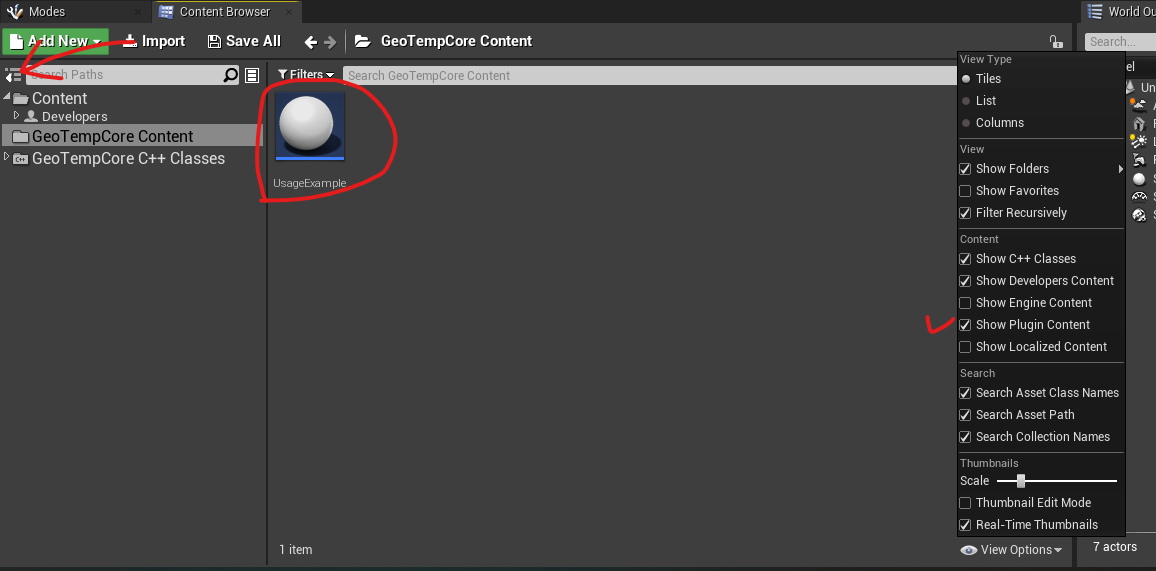 Modes
Content Browser
World Ou
Add New
Import
Save All
GeoTempCore Content
Search...
Search Paths
Filters
Search GeoTempCore Content
Content
Developers
GeoTempCore Content
GeoTempCore C++ Classes
UsageExample
1 item
View Type
Tiles
List
Columns
View
Show Folders
Show Favorites
Filter Recursively
Content
Show C++ Classes
Show Developers Content
Show Engine Content
Show Plugin Content
Show Localized Content
Search
Search Asset Class Names
Search Asset Path
Search Collection Names
Thumbnails
Scale
Thumbnail Edit Mode
Real-Time Thumbnails
View Options
el
Un
7 actors